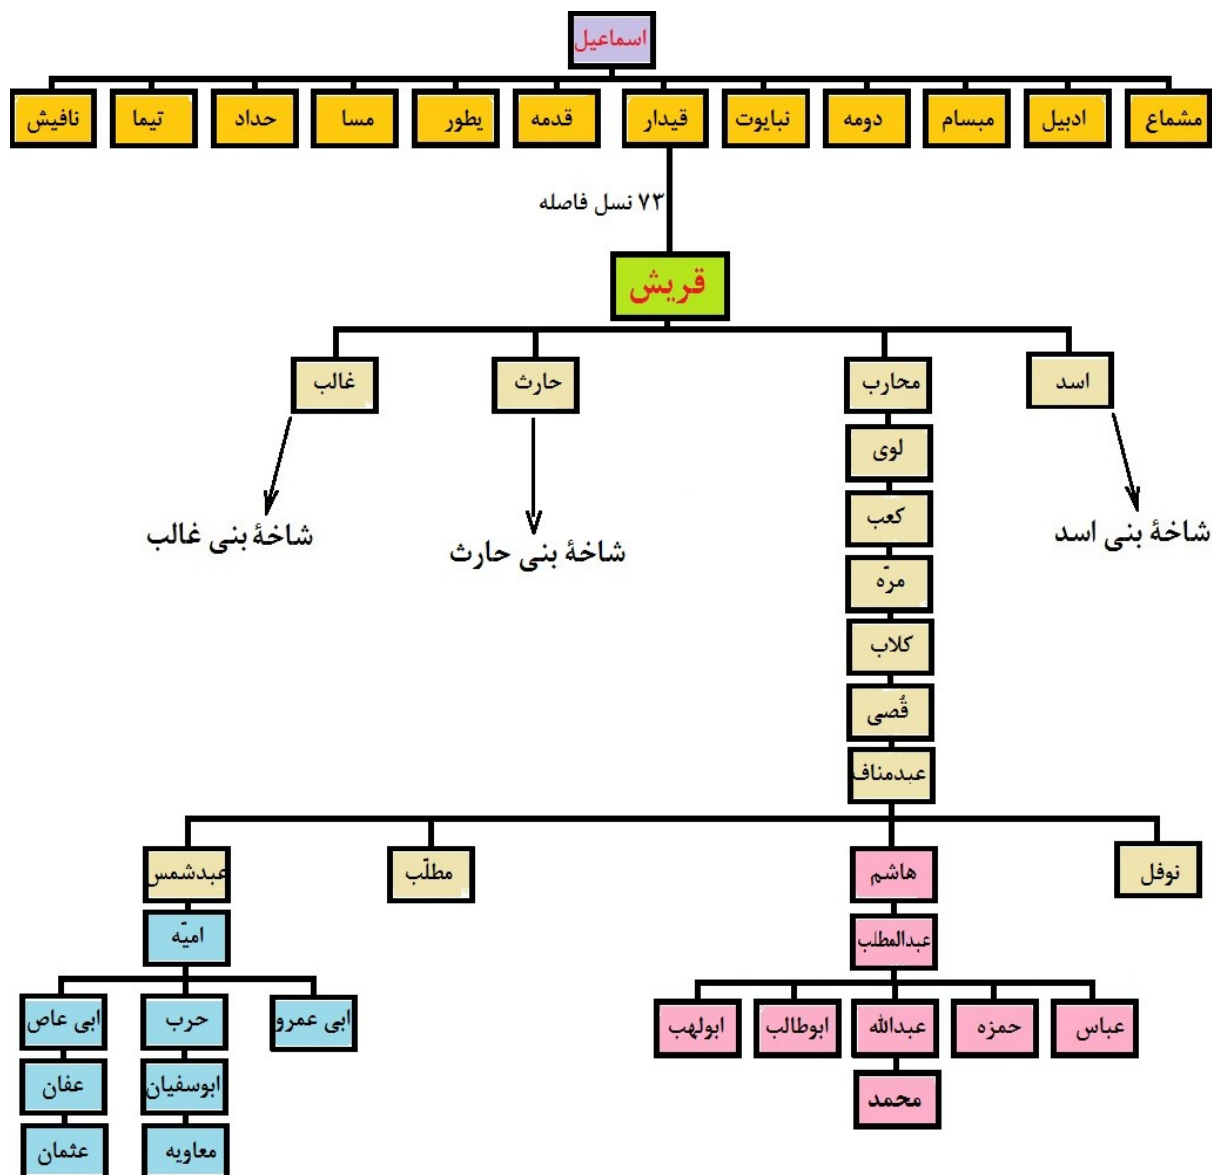 اسماعیل
مشماع
ادبیل
مبسام
دومه
نبایوت
قیدار
قدمه
یطور
مسا
حداد
تیما
نافیش
۷۳ نسل فاصله
قریش
اسد
محارب
حارث
غالب
لوی
کعب
مرّه
کلاب
قُصی
عبدمناف
شاخهٔ بنی اسد
شاخهٔ بنی حارث
شاخهٔ بنی غالب
نوفل
هاشم
مطلّب
عبدشمس
عبدالمطلب
امیّه
عباس
حمزه
عبدالله
ابوطالب
ابولهب
ابی عمرو
حرب
ابی عاص
محمد
ابوسفیان
عفان
معاویه
عثمان